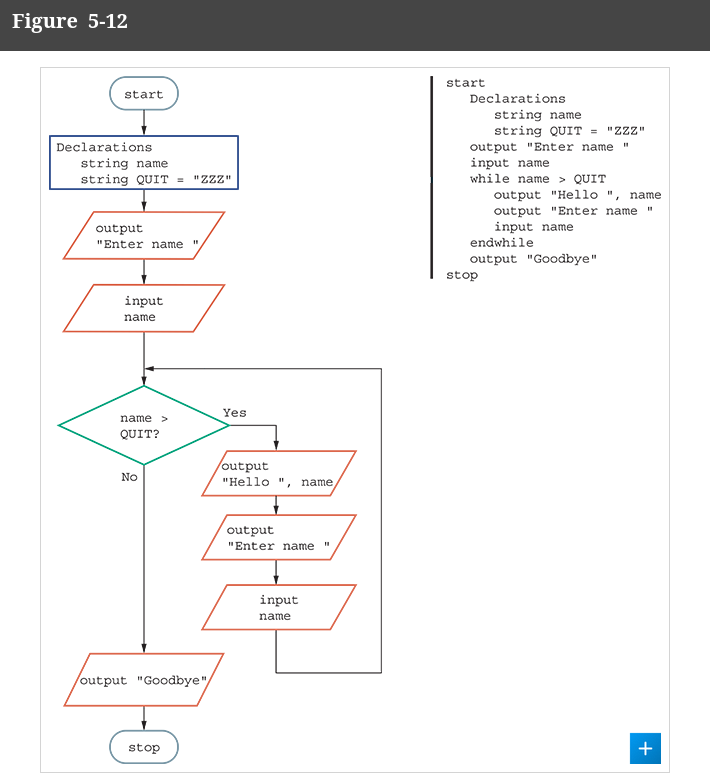 Figure 5-12
start
Declarations
string name
string QUIT = "ZZZ"
output
"Enter name "
input
name
name >
QUIT?
Yes
No
output
"Hello ", name
output
"Enter name "
input
name
output "Goodbye"
stop
start
Declarations
string name
string QUIT = "ZZZ"
output "Enter name "
input name
while name > QUIT
output "Hello ", name
output "Enter name "
input name
endwhile
output "Goodbye"
stop
+